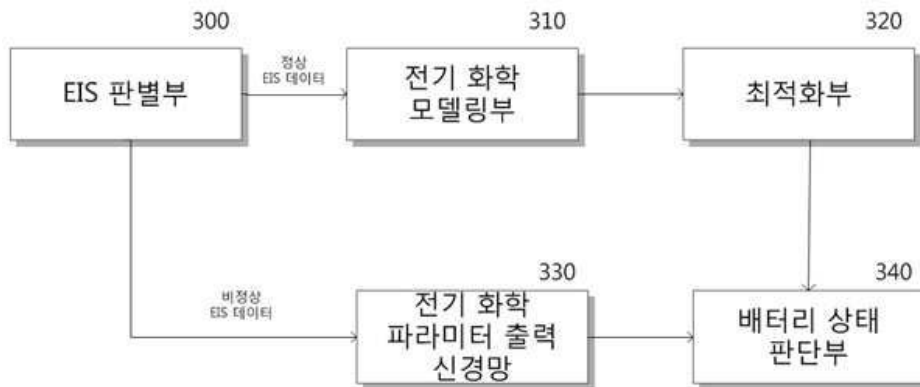 300
310
320
EIS 판별부
정상
EIS 데이터
전기 화학
모델링부
최적화부
330
340
비정상
EIS 데이터
전기 화학
파라미터 출력
신경망
배터리 상태
판단부